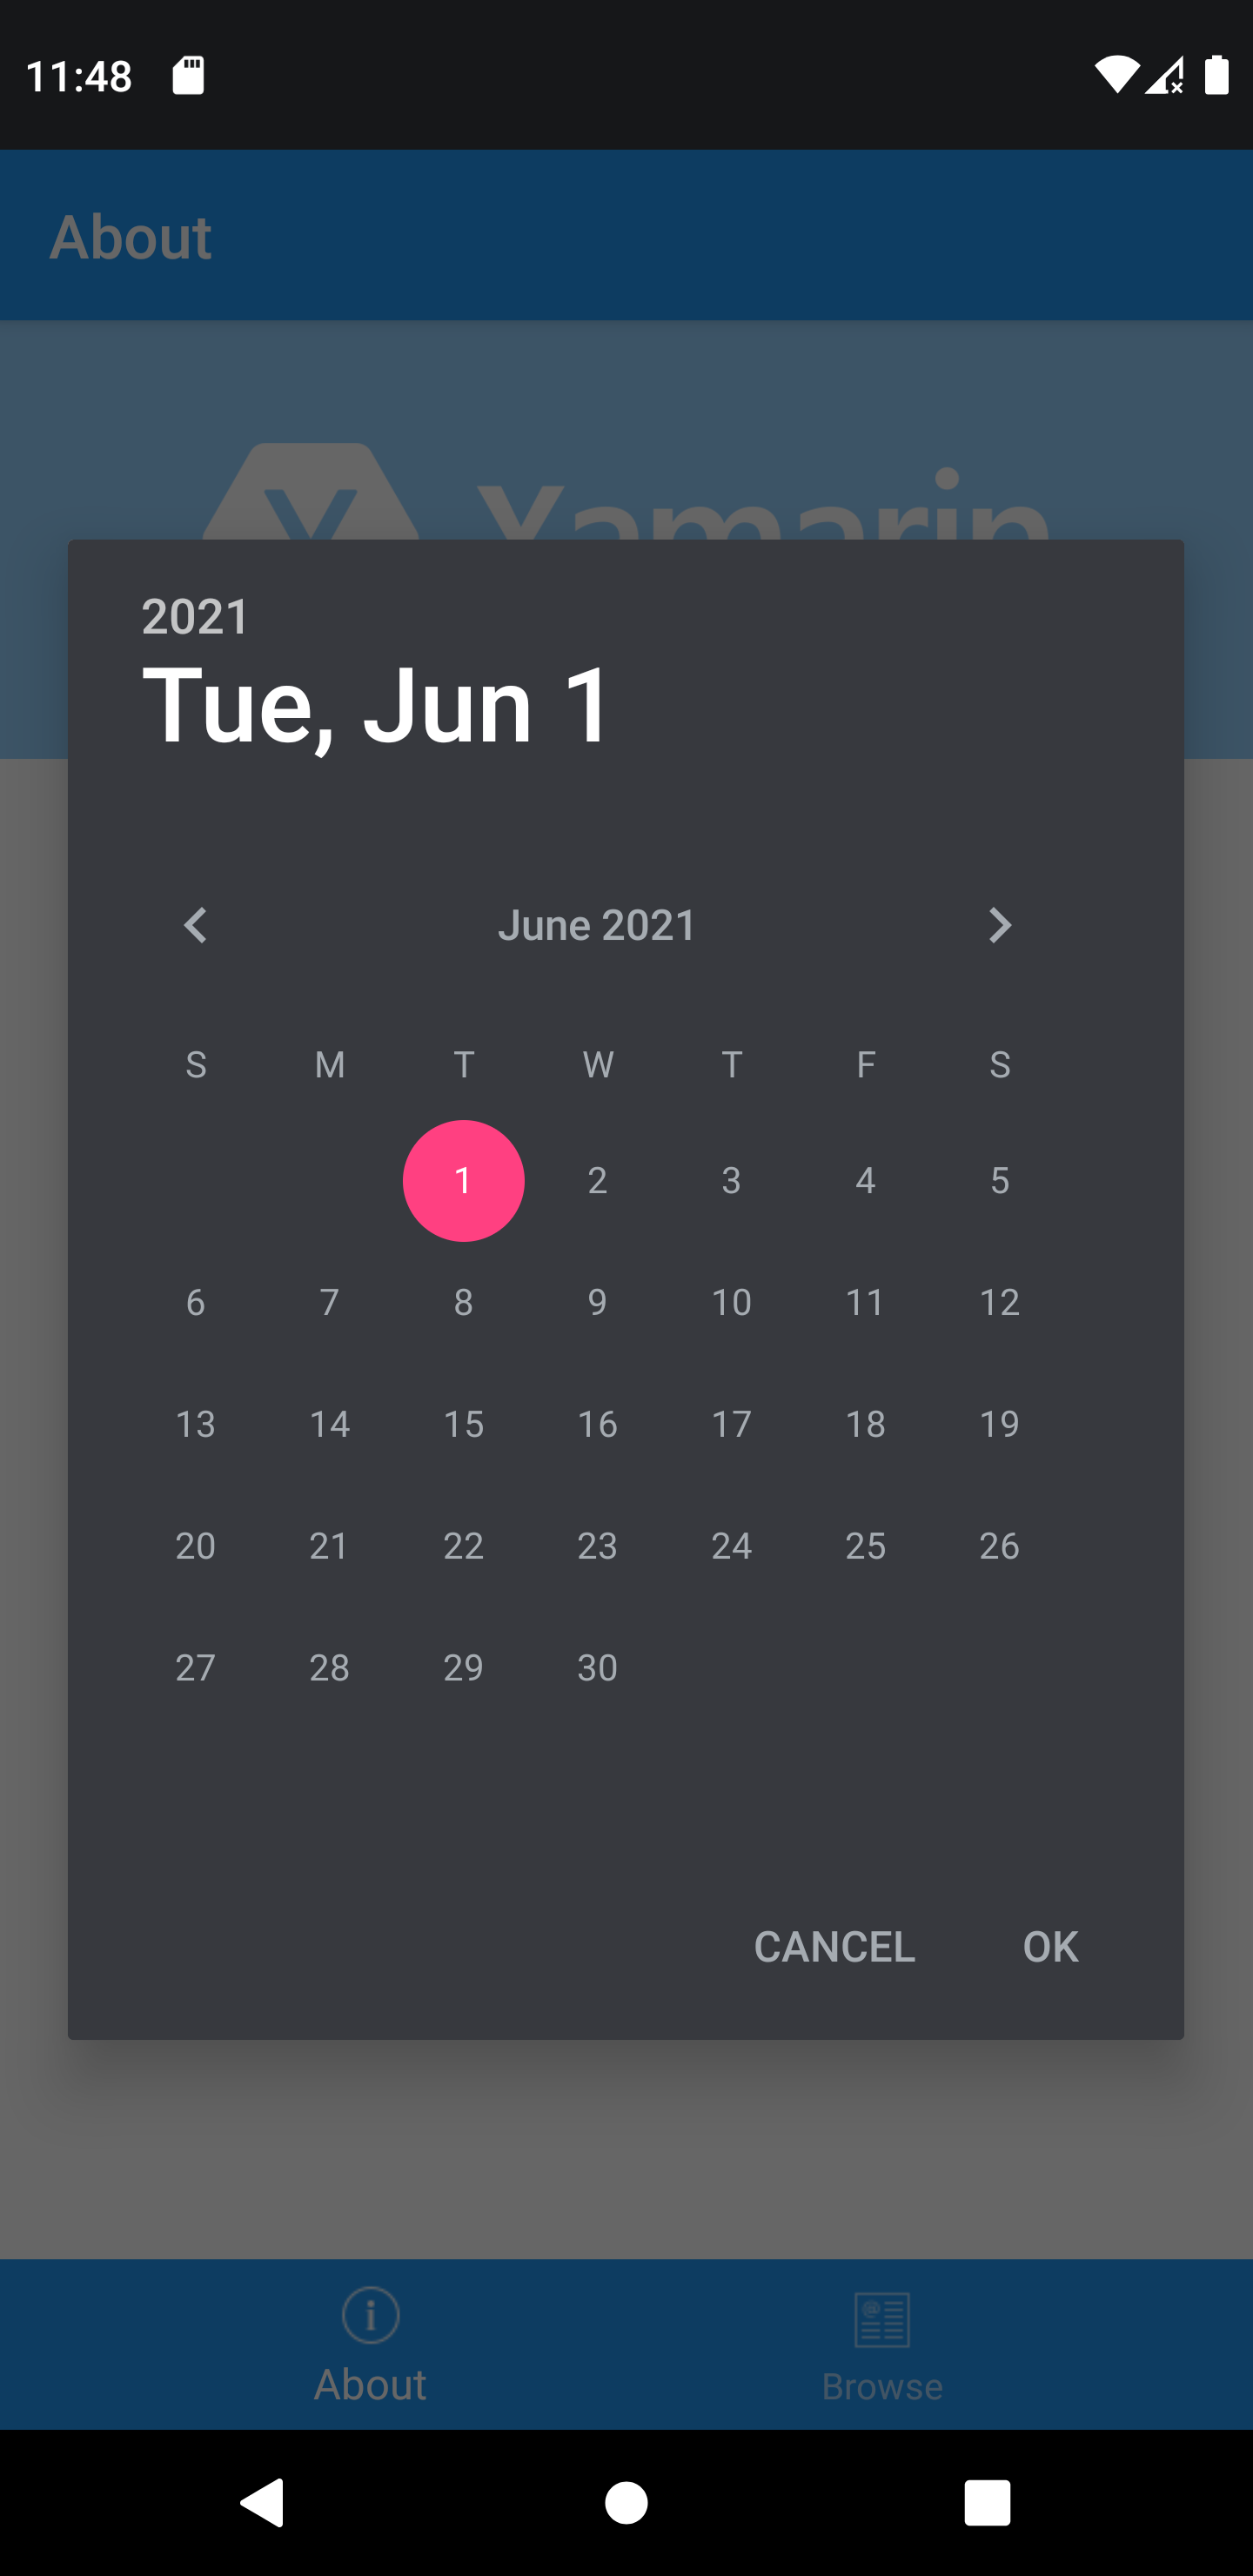 11:48
About
Xamarin
2021
Tue, Jun 1
June 2021
S M T W T F S
1 2 3 4 5
6 7 8 9 10 11 12
13 14 15 16 17 18 19
20 21 22 23 24 25 26
27 28 29 30
CANCEL OK
About Browse